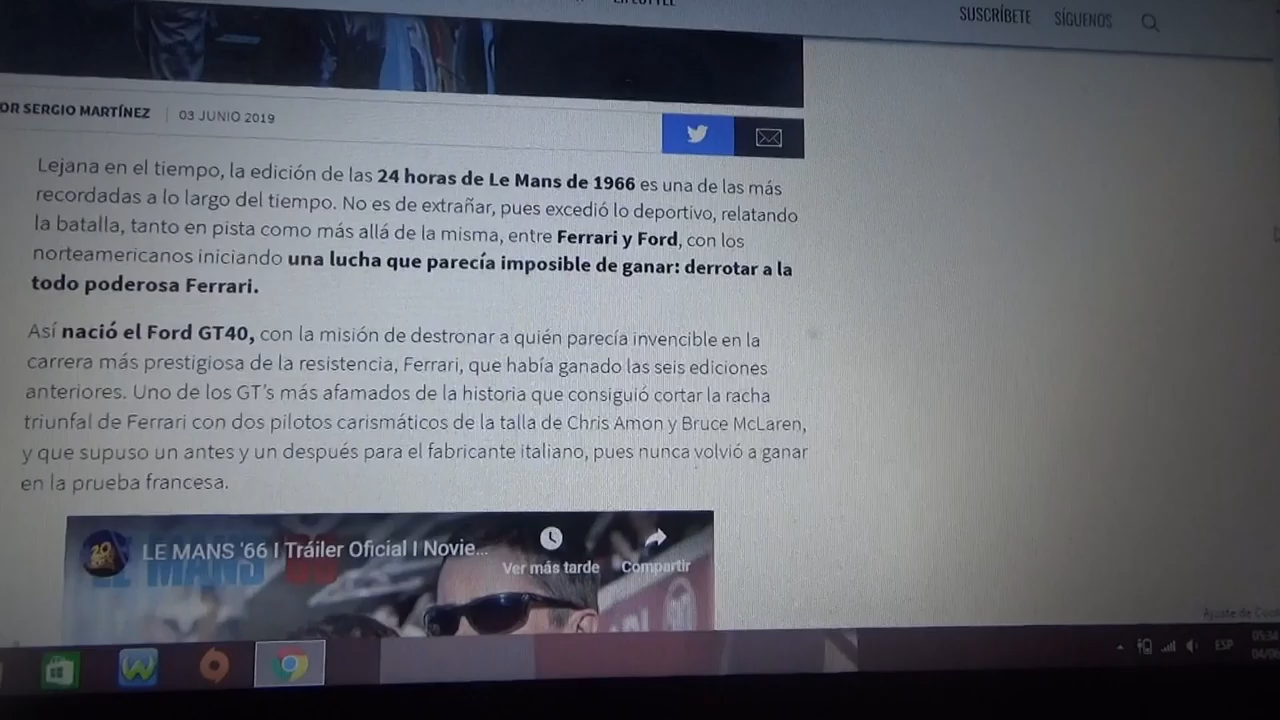 SUSCRÍBETE SÍGUENOS
OR SERGIO MARTÍNEZ 03 JUNIO 2019
Lejana en el tiempo, la edición de las 24 horas de Le Mans de 1966 es una de las más
recordadas a lo largo del tiempo. No es de extrañar, pues excedió lo deportivo, relatando
la batalla, tanto en pista como más allá de la misma, entre Ferrari y Ford, con los
norteamericanos iniciando una lucha que parecía imposible de ganar: derrotar a la
todo poderosa Ferrari.
Así nació el Ford GT40, con la misión de destronar a quién parecía invencible en la
carrera más prestigiosa de la resistencia, Ferrari, que había ganado las seis ediciones
anteriores. Uno de los GT's más afamados de la historia que consiguió cortar la racha
triunfal de Ferrari con dos pilotos carismáticos de la talla de Chris Amon y Bruce McLaren,
y que supuso un antes y un después para el fabricante italiano, pues nunca volvió a ganar
en la prueba francesa.
LE MANS '66 I Tráiler Oficial I Novie...
Ver más tarde Compartir
LE MANS '66
20
ESP